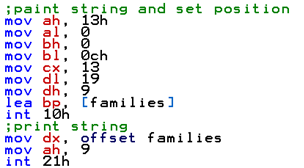 ;paint string and set position
mov ah, 13h
mov al, 0
mov bh, 0
mov bl, 0ch
mov cx, 13
mov dl, 19
mov dh, 9
lea bp, [families]
int 10h
;print string
mov dx, offset families
mov ah, 9
int 21h